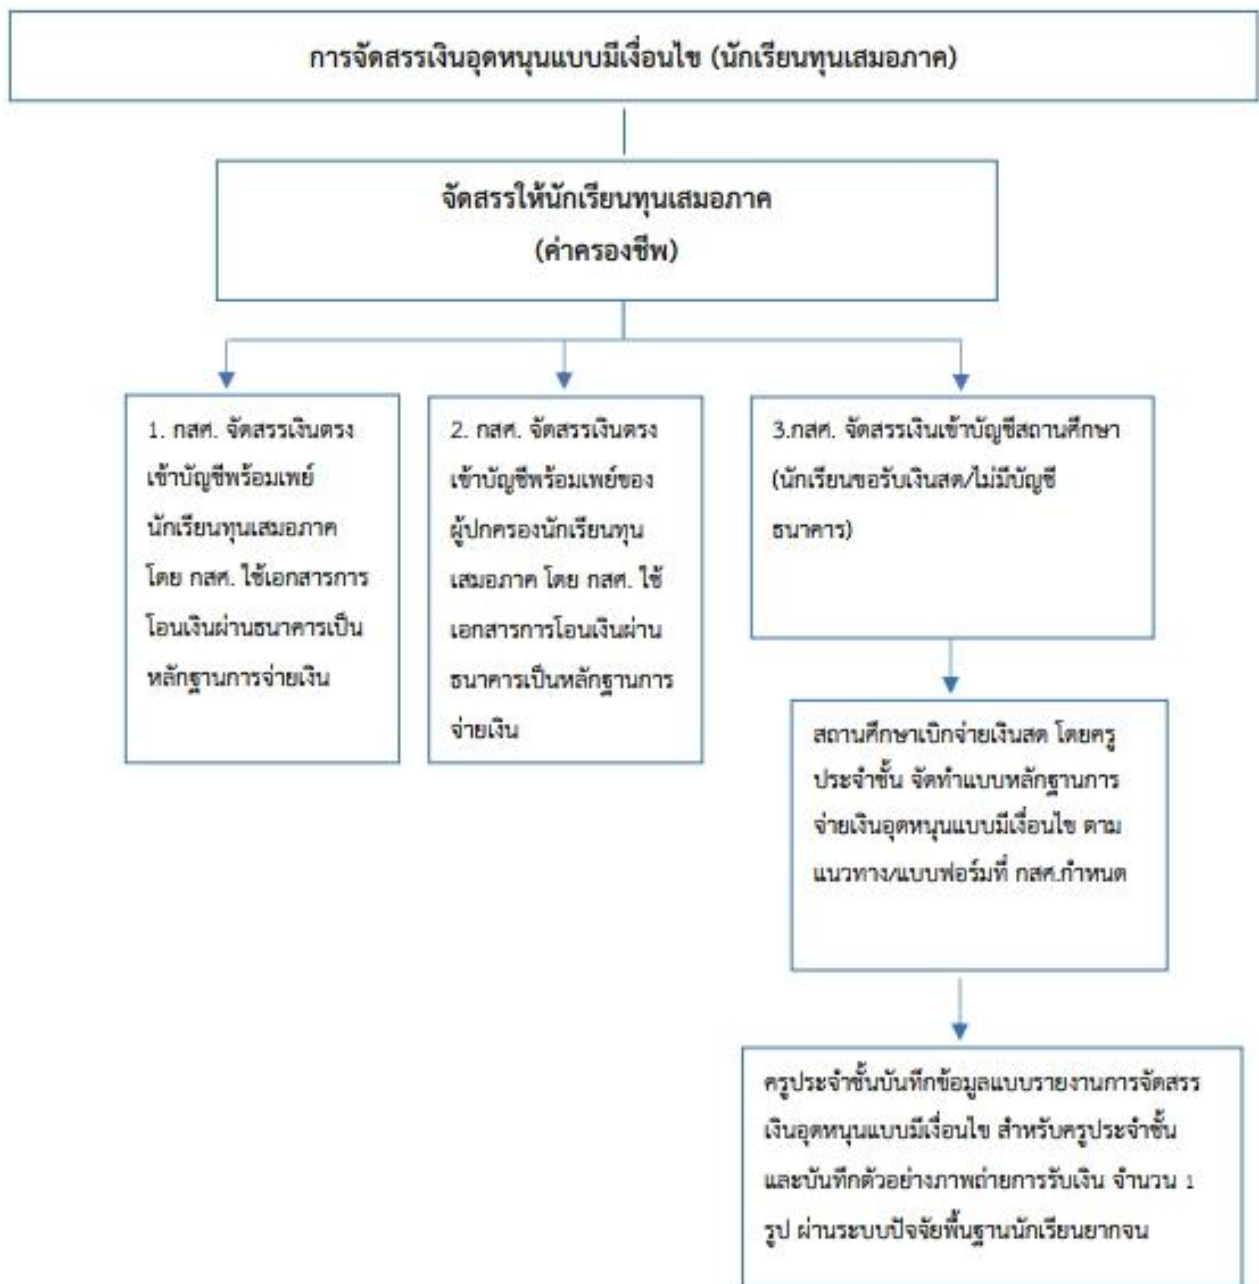 การจัดสรรเงินอุดหนุนแบบมีเงื่อนไข (นักเรียนทุนเสมอภาค)
จัดสรรให้นักเรียนทุนเสมอภาค
(ค่าครองชีพ)
1. กสศ. จัดสรรเงินตรง
เข้าบัญชีพร้อมเพย์
นักเรียนทุนเสมอภาค
โดย กสศ. ใช้เอกสารการ
โอนเงินผ่านธนาคารเป็น
หลักฐานการจ่ายเงิน
2. กสศ. จัดสรรเงินตรง
เข้าบัญชีพร้อมเพย์ของ
ผู้ปกครองนักเรียนทุน
เสมอภาค โดย กสศ. ใช้
เอกสารการโอนเงินผ่าน
ธนาคารเป็นหลักฐานการ
จ่ายเงิน
3.กสศ. จัดสรรเงินเข้าบัญชีสถานศึกษา
(นักเรียนขอรับเงินสด/ไม่มีบัญชี
ธนาคาร)
สถานศึกษาเบิกจ่ายเงินสด โดยครู
ประจำชั้น จัดทำแบบหลักฐานการ
จ่ายเงินอุดหนุนแบบมีเงื่อนไข ตาม
แนวทาง/แบบฟอร์มที่ กสศ.กำหนด
ครูประจำชั้นบันทึกข้อมูลแบบรายงานการจัดสรร
เงินอุดหนุนแบบมีเงื่อนไข สำหรับครูประจำชั้น
และบันทึกตัวอย่างภาพถ่ายการรับเงิน จำนวน 1
รูป ผ่านระบบปัจจัยพื้นฐานนักเรียนยากจน